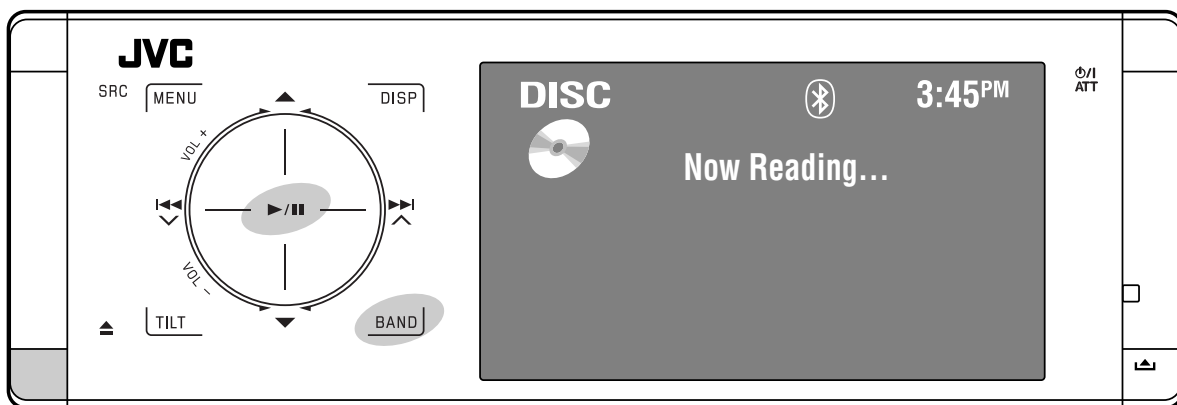 JVC
SRC
MENU
DISP
VOL +
VOL –
TILT
BAND
DISC
3:45PM
Now Reading...
/I
ATT